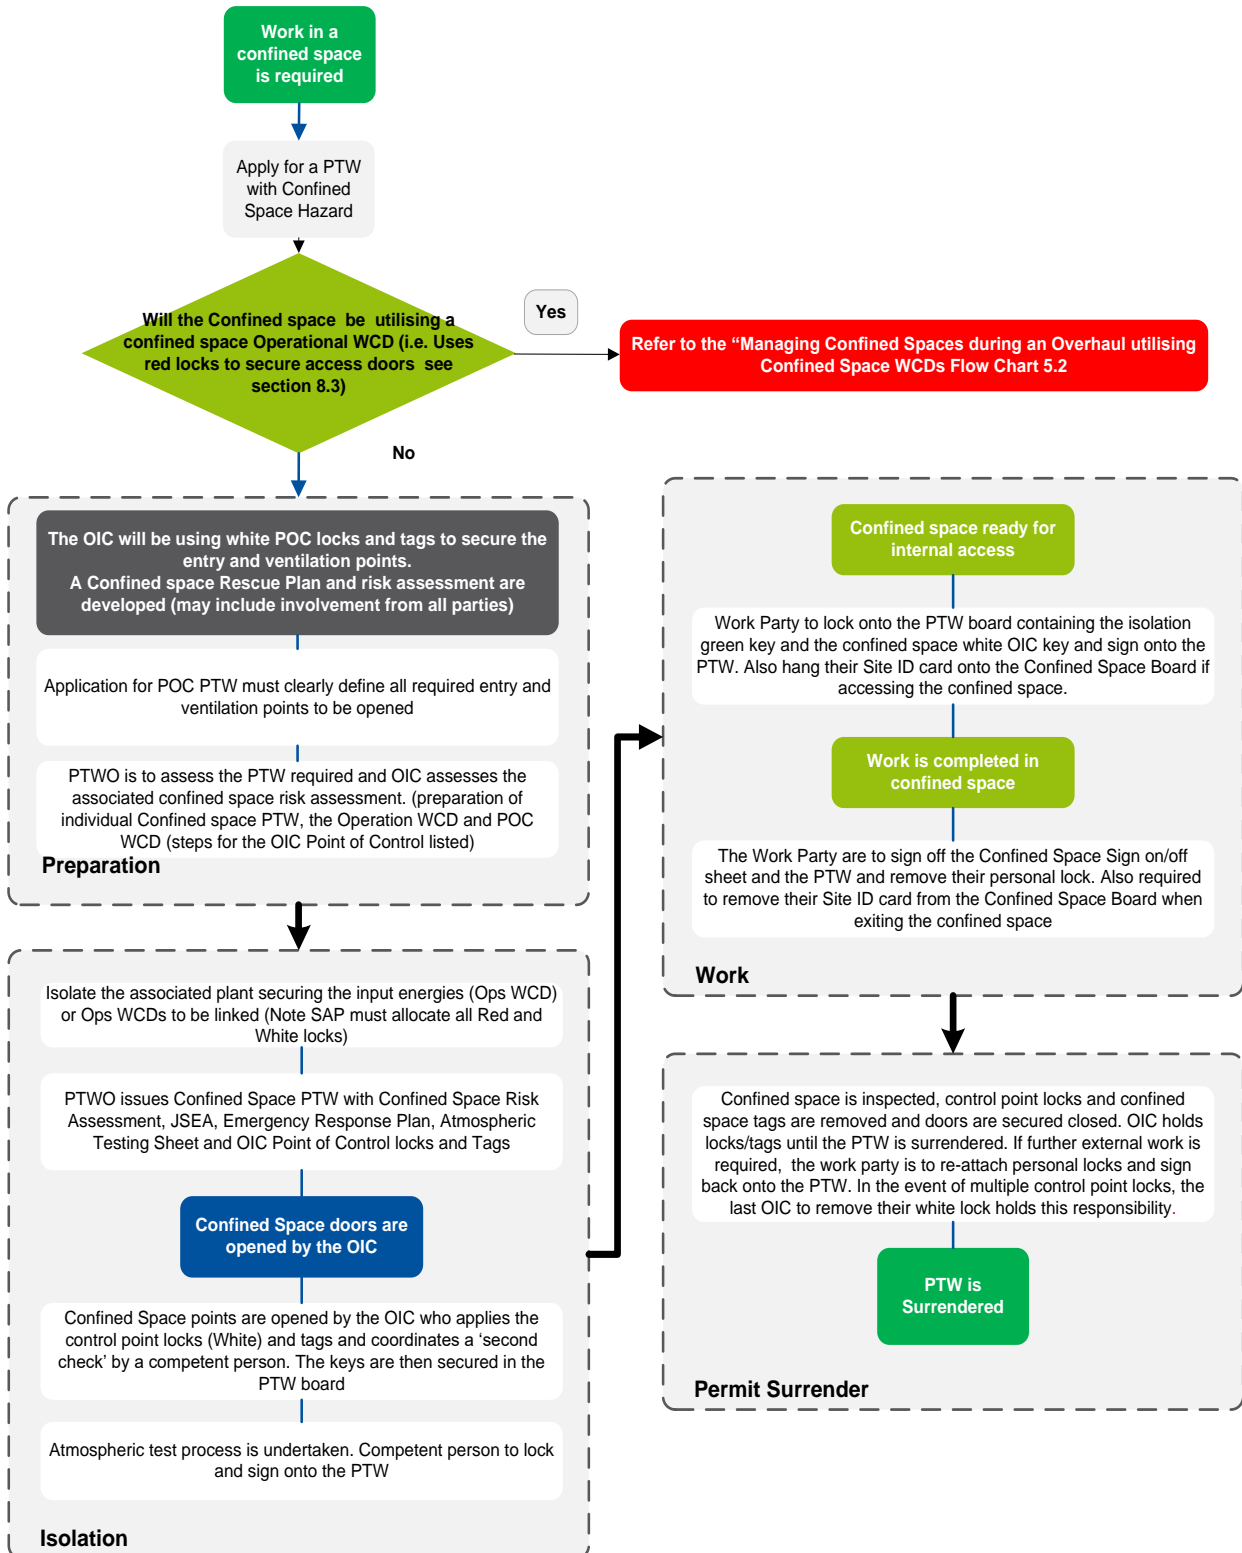 Work in a
confined space
is required
Apply for a PTW
with Confined
Space Hazard
Will the Confined space be utilising a
confined space Operational WCD (i.e. Uses
red locks to secure access doors see
section 8.3)
Yes
Refer to the “Managing Confined Spaces during an Overhaul utilising
Confined Space WCDs Flow Chart 5.2
No
The OIC will be using white POC locks and tags to secure the
entry and ventilation points.
A Confined space Rescue Plan and risk assessment are
developed (may include involvement from all parties)
Application for POC PTW must clearly define all required entry and
ventilation points to be opened
PTWO is to assess the PTW required and OIC assesses the
associated confined space risk assessment. (preparation of
individual Confined space PTW, the Operation WCD and POC
WCD (steps for the OIC Point of Control listed)
Preparation
Isolate the associated plant securing the input energies (Ops WCD)
or Ops WCDs to be linked (Note SAP must allocate all Red and
White locks)
PTWO issues Confined Space PTW with Confined Space Risk
Assessment, JSEA, Emergency Response Plan, Atmospheric
Testing Sheet and OIC Point of Control locks and Tags
Confined Space doors are
opened by the OIC
Confined Space points are opened by the OIC who applies the
control point locks (White) and tags and coordinates a ‘second
check’ by a competent person. The keys are then secured in the
PTW board
Atmospheric test process is undertaken. Competent person to lock
and sign onto the PTW
Isolation
Confined space ready for
internal access
Work Party to lock onto the PTW board containing the isolation
green key and the confined space white OIC key and sign onto the
PTW. Also hang their Site ID card onto the Confined Space Board if
accessing the confined space.
Work is completed in
confined space
The Work Party are to sign off the Confined Space Sign on/off
sheet and the PTW and remove their personal lock. Also required
to remove their Site ID card from the Confined Space Board when
exiting the confined space
Work
Confined space is inspected, control point locks and confined
space tags are removed and doors are secured closed. OIC holds
locks/tags until the PTW is surrendered. If further external work is
required, the work party is to re-attach personal locks and sign
back onto the PTW. In the event of multiple control point locks, the
last OIC to remove their white lock holds this responsibility.
PTW is
Surrendered
Permit Surrender